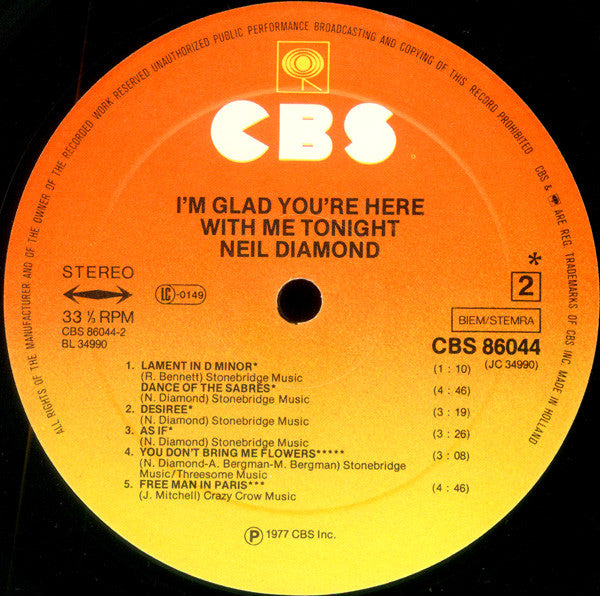 ALL RIGHTS OF THE MANUFACTURER AND OF THE OWNER OF THE RECORDED WORK RESERVED UNAUTHORIZED PUBLIC PERFORMANCE BROADCASTING AND COPYING OF THIS RECORD PROHIBITED CBS & ARE REG. TRADEMARKS OF CBS INC. MADE IN HOLLAND
CBS
I'M GLAD YOU'RE HERE
WITH ME TONIGHT
NEIL DIAMOND
STEREO
LC-0149
33 ⅓ RPM
CBS 86044-2
BL 34990
*
2
BIEM/STEMRA
CBS 86044
(JC 34990)
1. LAMENT IN D MINOR* (1 : 10)
(R. Bennett) Stonebridge Music
DANCE OF THE SABRES* (4 : 46)
(N. Diamond) Stonebridge Music
2. DESIREE* (3 : 19)
(N. Diamond) Stonebridge Music
3. AS IF* (3 : 26)
(N. Diamond) Stonebridge Music
4. YOU DON'T BRING ME FLOWERS***** (3 : 08)
(N. Diamond-A. Bergman-M. Bergman) Stonebridge
Music/Threesome Music
5. FREE MAN IN PARIS*** (4 : 46)
(J. Mitchell) Crazy Crow Music
Ⓟ 1977 CBS Inc.